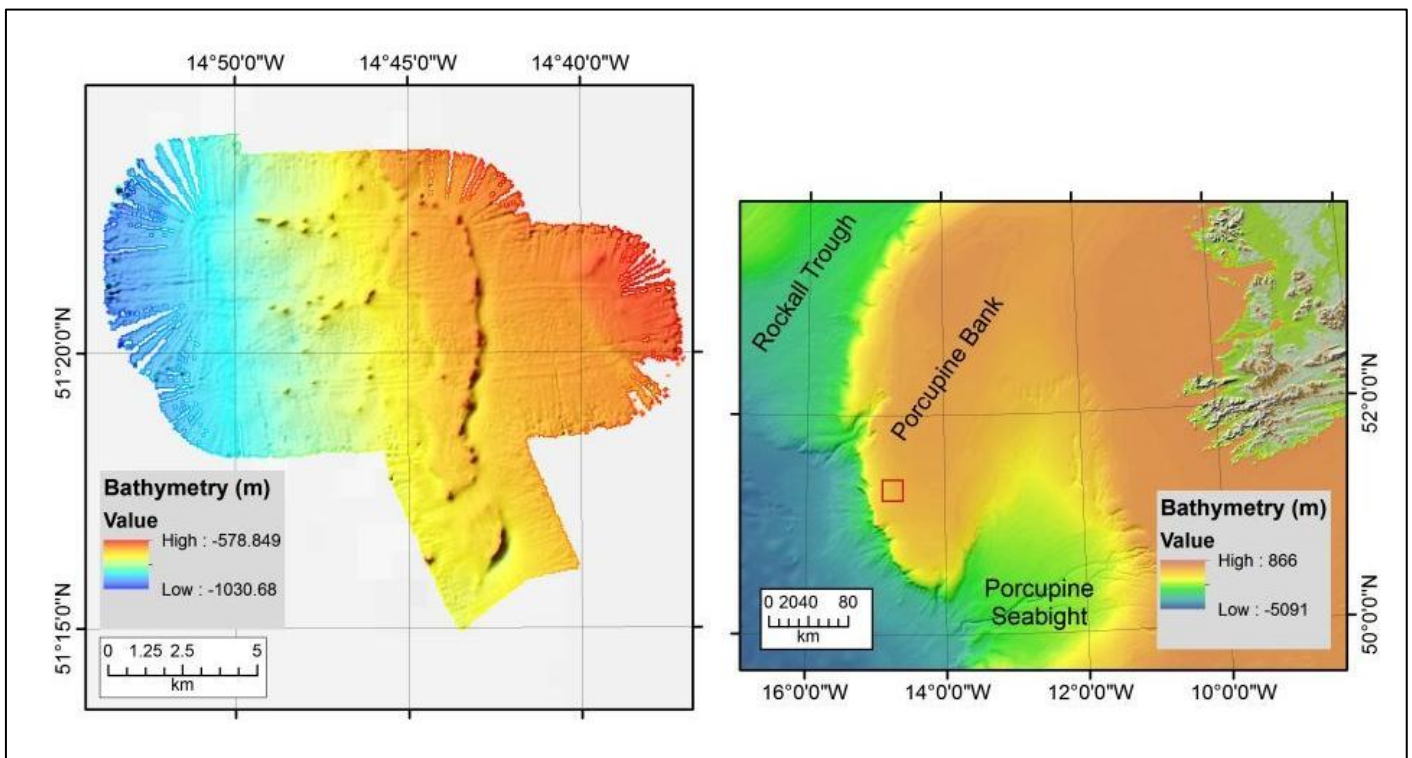 14°50'0"W
14°45'0"W
14°40'0"W
51°20'0"N
51°15'0"N
Bathymetry (m)
Value
High : -578.849
Low : -1030.68
0 1.25 2.5 5
km
Rockall Trough
Porcupine Bank
Porcupine
Seabight
52°0'0"N
50°0'0"N
Bathymetry (m)
Value
High : 866
Low : -5091
0 2040 80
km
16°0'0"W
14°0'0"W
12°0'0"W
10°0'0"W